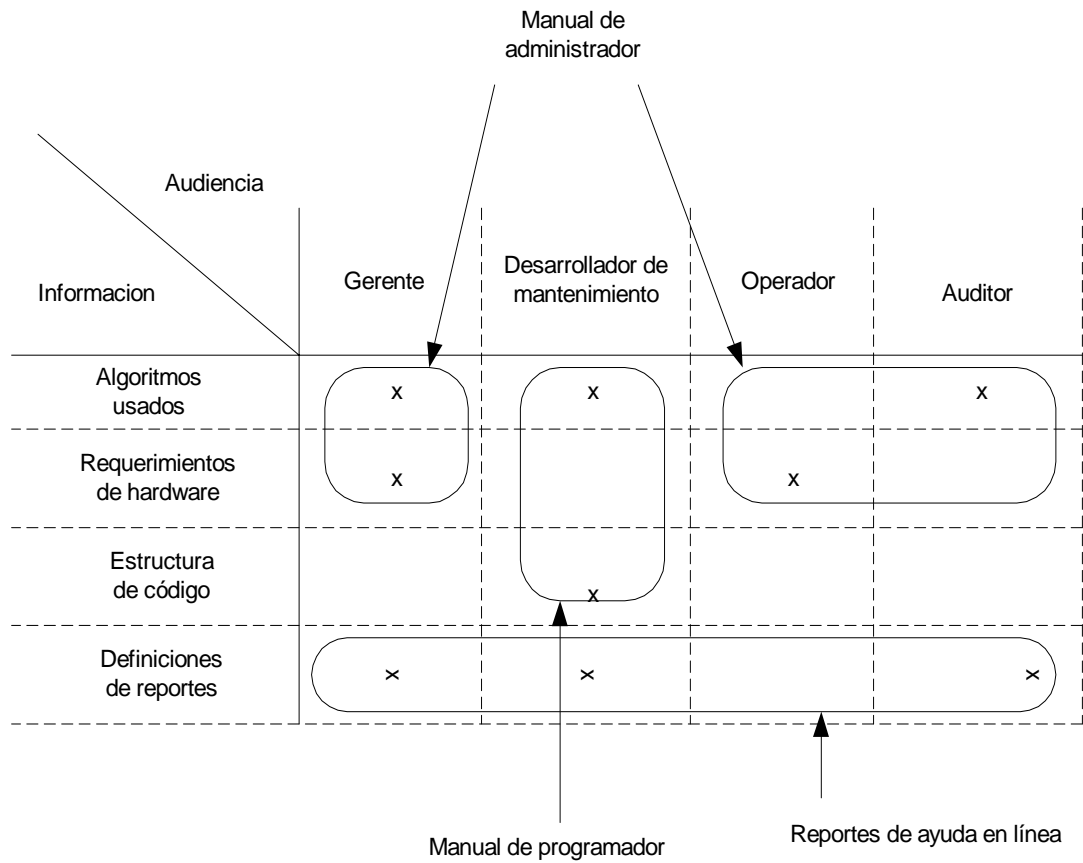 Manual de
administrador
Audiencia
Informacion
Gerente
Desarrollador de
mantenimiento
Operador
Auditor
Algoritmos
usados
x
x
x
Requerimientos
de hardware
x
x
Estructura
de código
x
Definiciones
de reportes
x
x
x
Manual de programador
Reportes de ayuda en línea